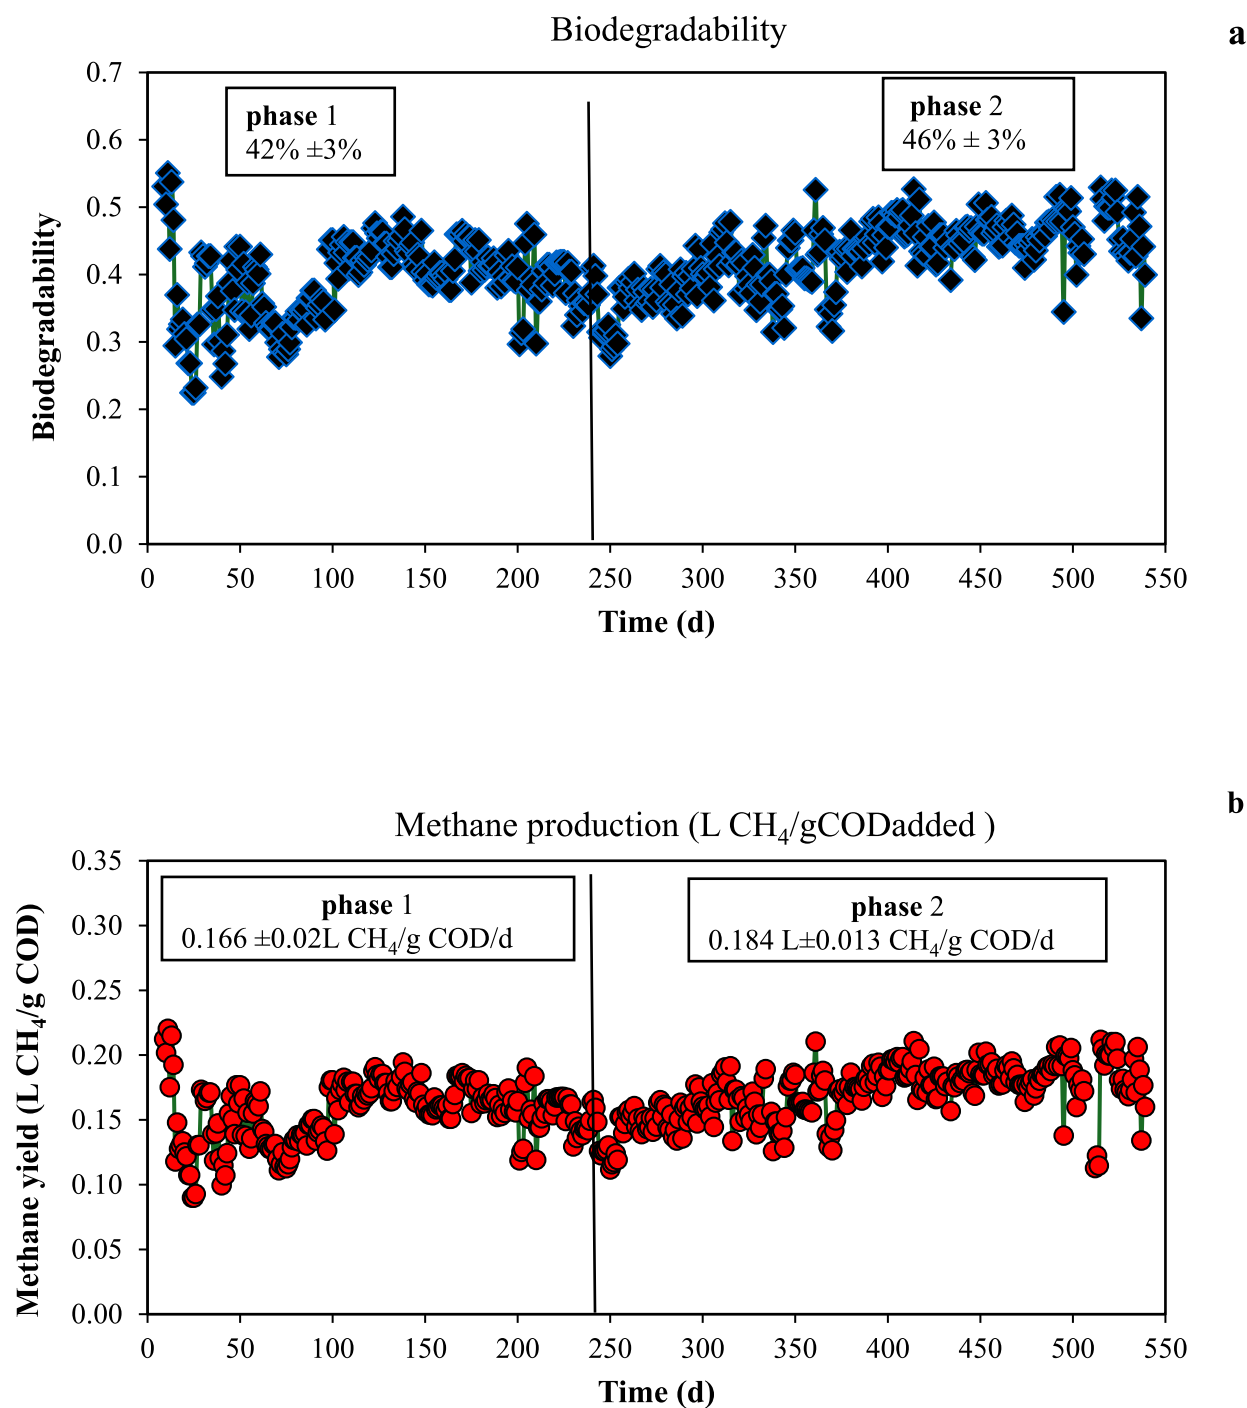 Biodegradability
a
0.7
0.6
0.5
0.4
0.3
0.2
0.1
0.0
Biodegradability
phase 1
42% ±3%
phase 2
46% ± 3%
0 50 100 150 200 250 300 350 400 450 500 550
Time (d)
b
Methane production (L CH₄/gCODadded )
0.35
0.30
0.25
0.20
0.15
0.10
0.05
0.00
Methane yield (L CH₄/g COD)
phase 1
0.166 ±0.02L CH₄/g COD/d
phase 2
0.184 L±0.013 CH₄/g COD/d
0 50 100 150 200 250 300 350 400 450 500 550
Time (d)